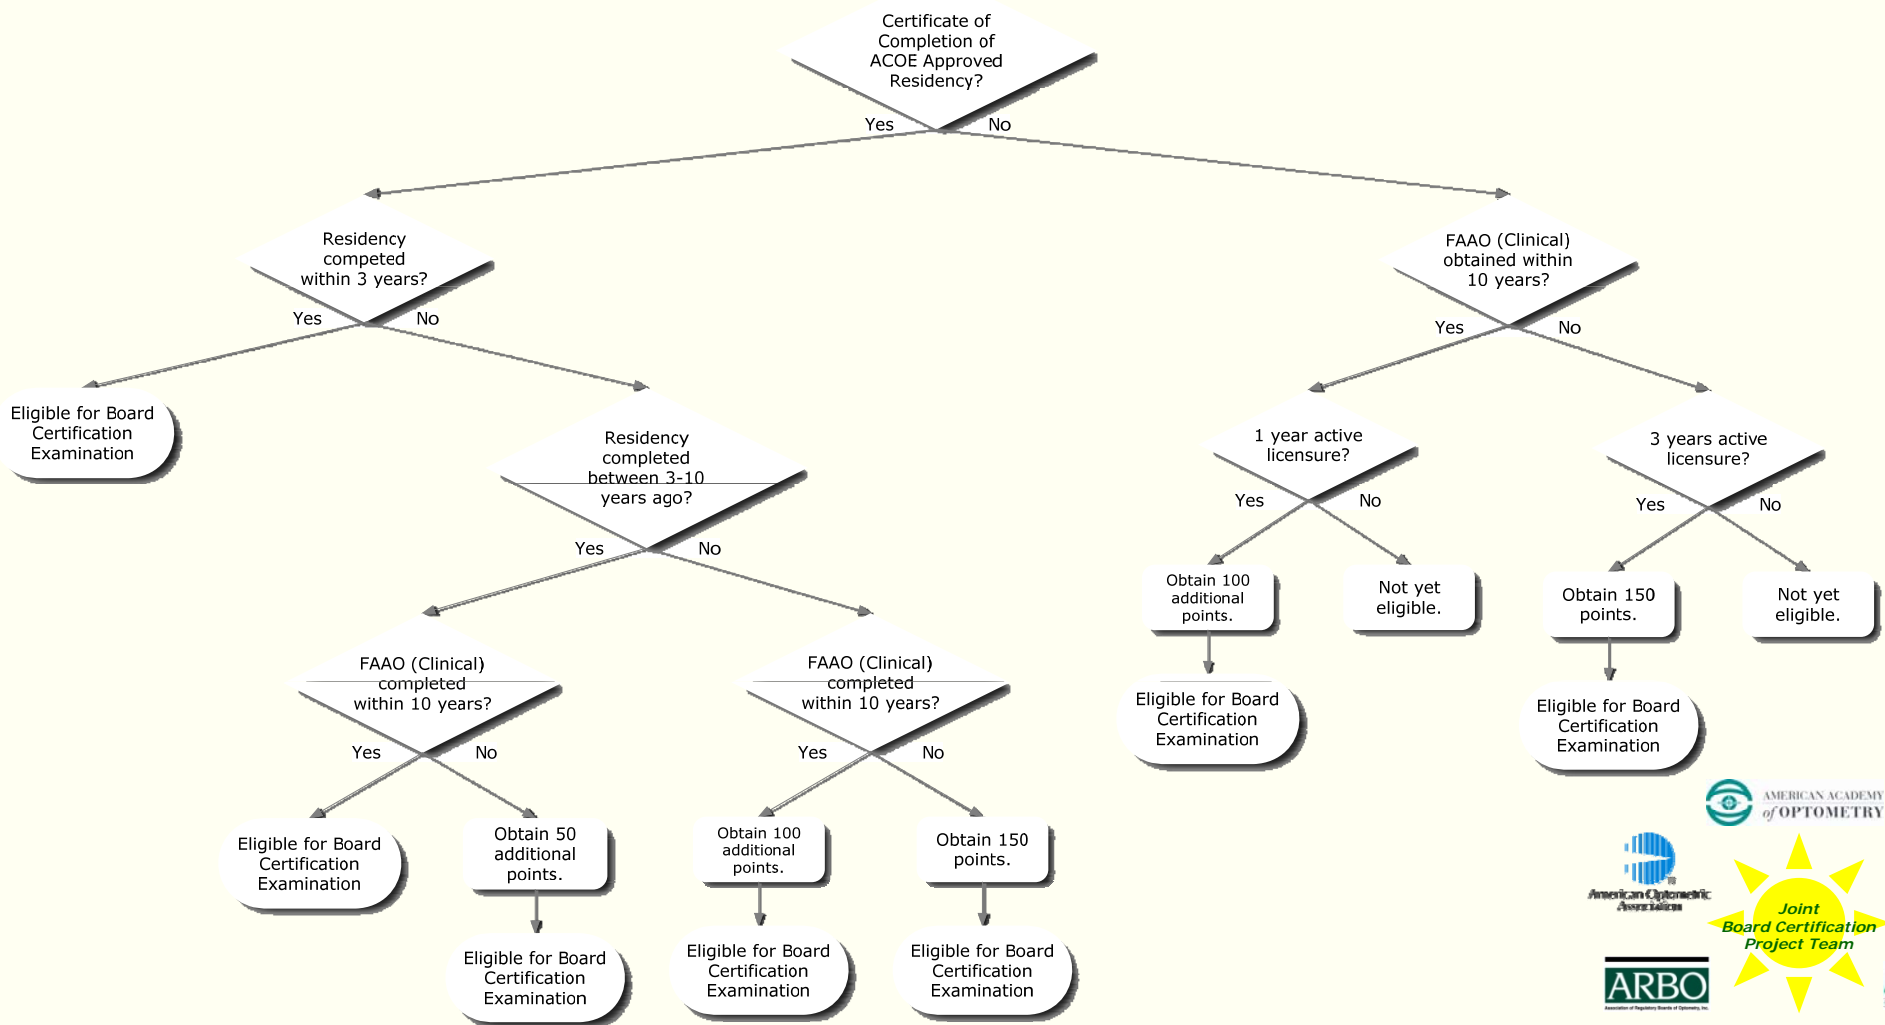 Certificate of
Completion of
ACOE Approved
Residency?
Yes
No
Residency
competed
within 3 years?
Yes
No
FAAO (Clinical)
obtained within
10 years?
Yes
No
Eligible for Board
Certification
Examination
Residency
completed
between 3-10
years ago?
Yes
No
1 year active
licensure?
Yes
No
3 years active
licensure?
Yes
No
Obtain 100
additional
points.
Not yet
eligible.
Obtain 150
points.
Not yet
eligible.
FAAO (Clinical)
completed
within 10 years?
Yes
No
FAAO (Clinical)
completed
within 10 years?
Yes
No
Eligible for Board
Certification
Examination
Eligible for Board
Certification
Examination
Eligible for Board
Certification
Examination
Obtain 50
additional
points.
Obtain 100
additional
points.
Obtain 150
points.
Eligible for Board
Certification
Examination
Eligible for Board
Certification
Examination
Eligible for Board
Certification
Examination
AMERICAN ACADEMY
of OPTOMETRY
American Optometric
Association
Joint
Board Certification
Project Team
ARBO
Association of Regulatory Boards of Optometry, Inc.